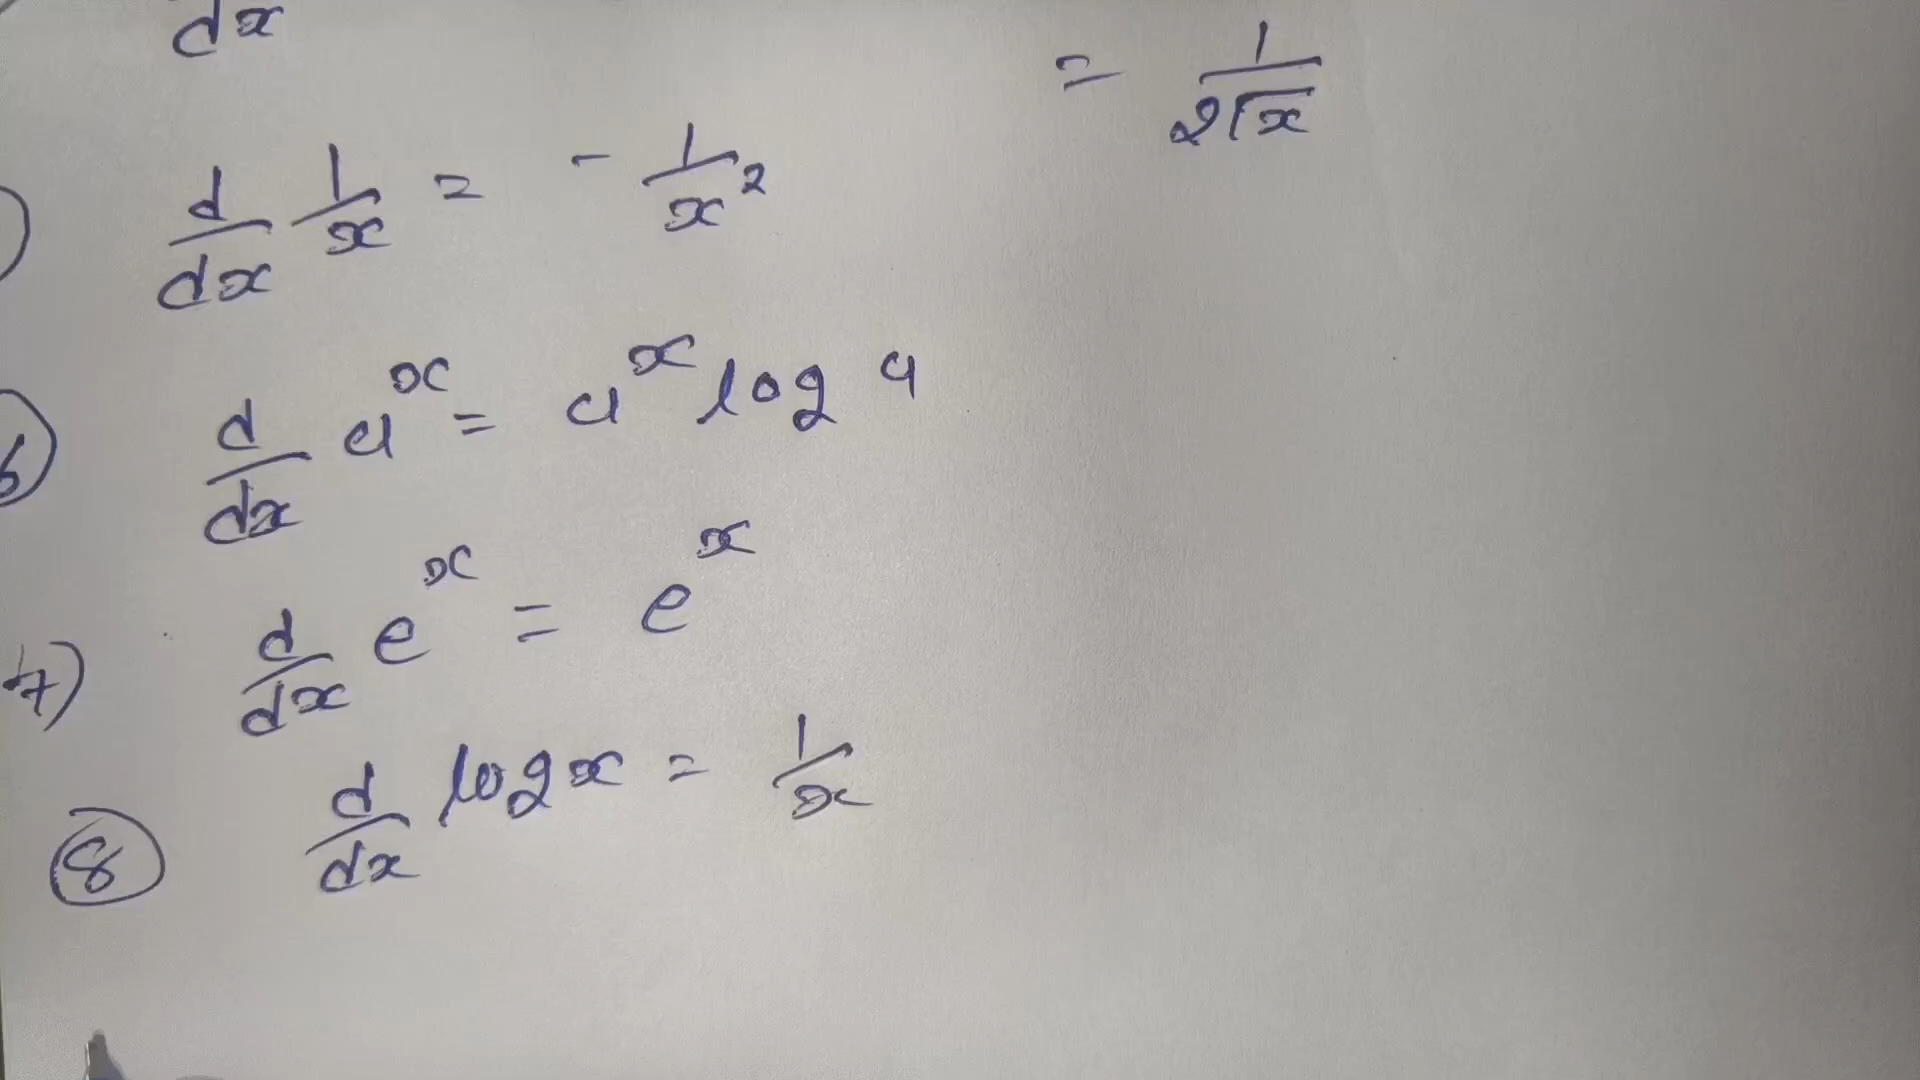 dx
= 1/(2√x)
) d/dx 1/x = - 1/x²
6) d/dx a^x = a^x log a
7) d/dx e^x = e^x
⑧ d/dx log x = 1/x